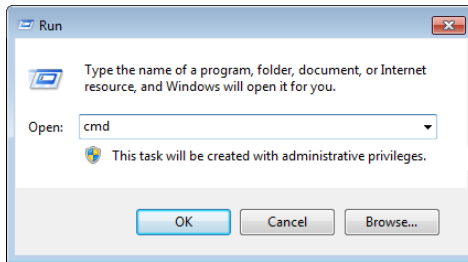 Run
Type the name of a program, folder, document, or Internet
resource, and Windows will open it for you.
Open: cmd
This task will be created with administrative privileges.
OK Cancel Browse...